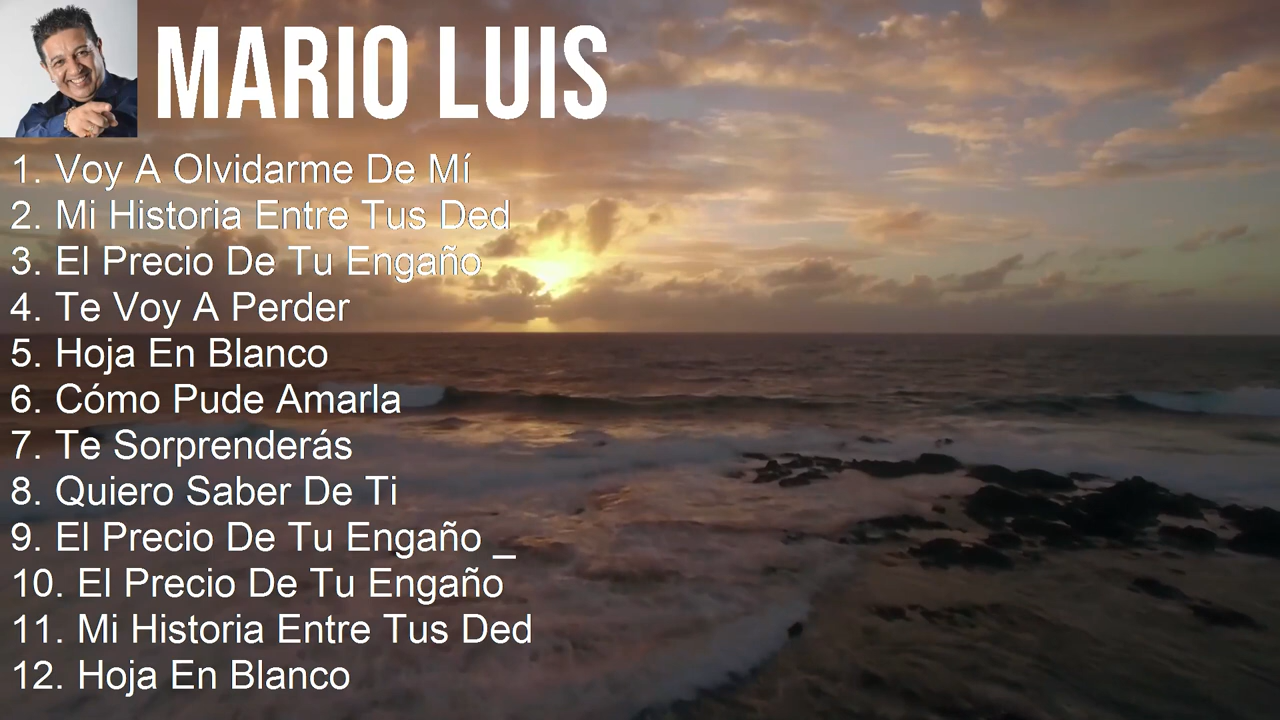 MARIO LUIS
1. Voy A Olvidarme De Mí
2. Mi Historia Entre Tus Ded
3. El Precio De Tu Engaño
4. Te Voy A Perder
5. Hoja En Blanco
6. Cómo Pude Amarla
7. Te Sorprenderás
8. Quiero Saber De Ti
9. El Precio De Tu Engaño _
10. El Precio De Tu Engaño
11. Mi Historia Entre Tus Ded
12. Hoja En Blanco